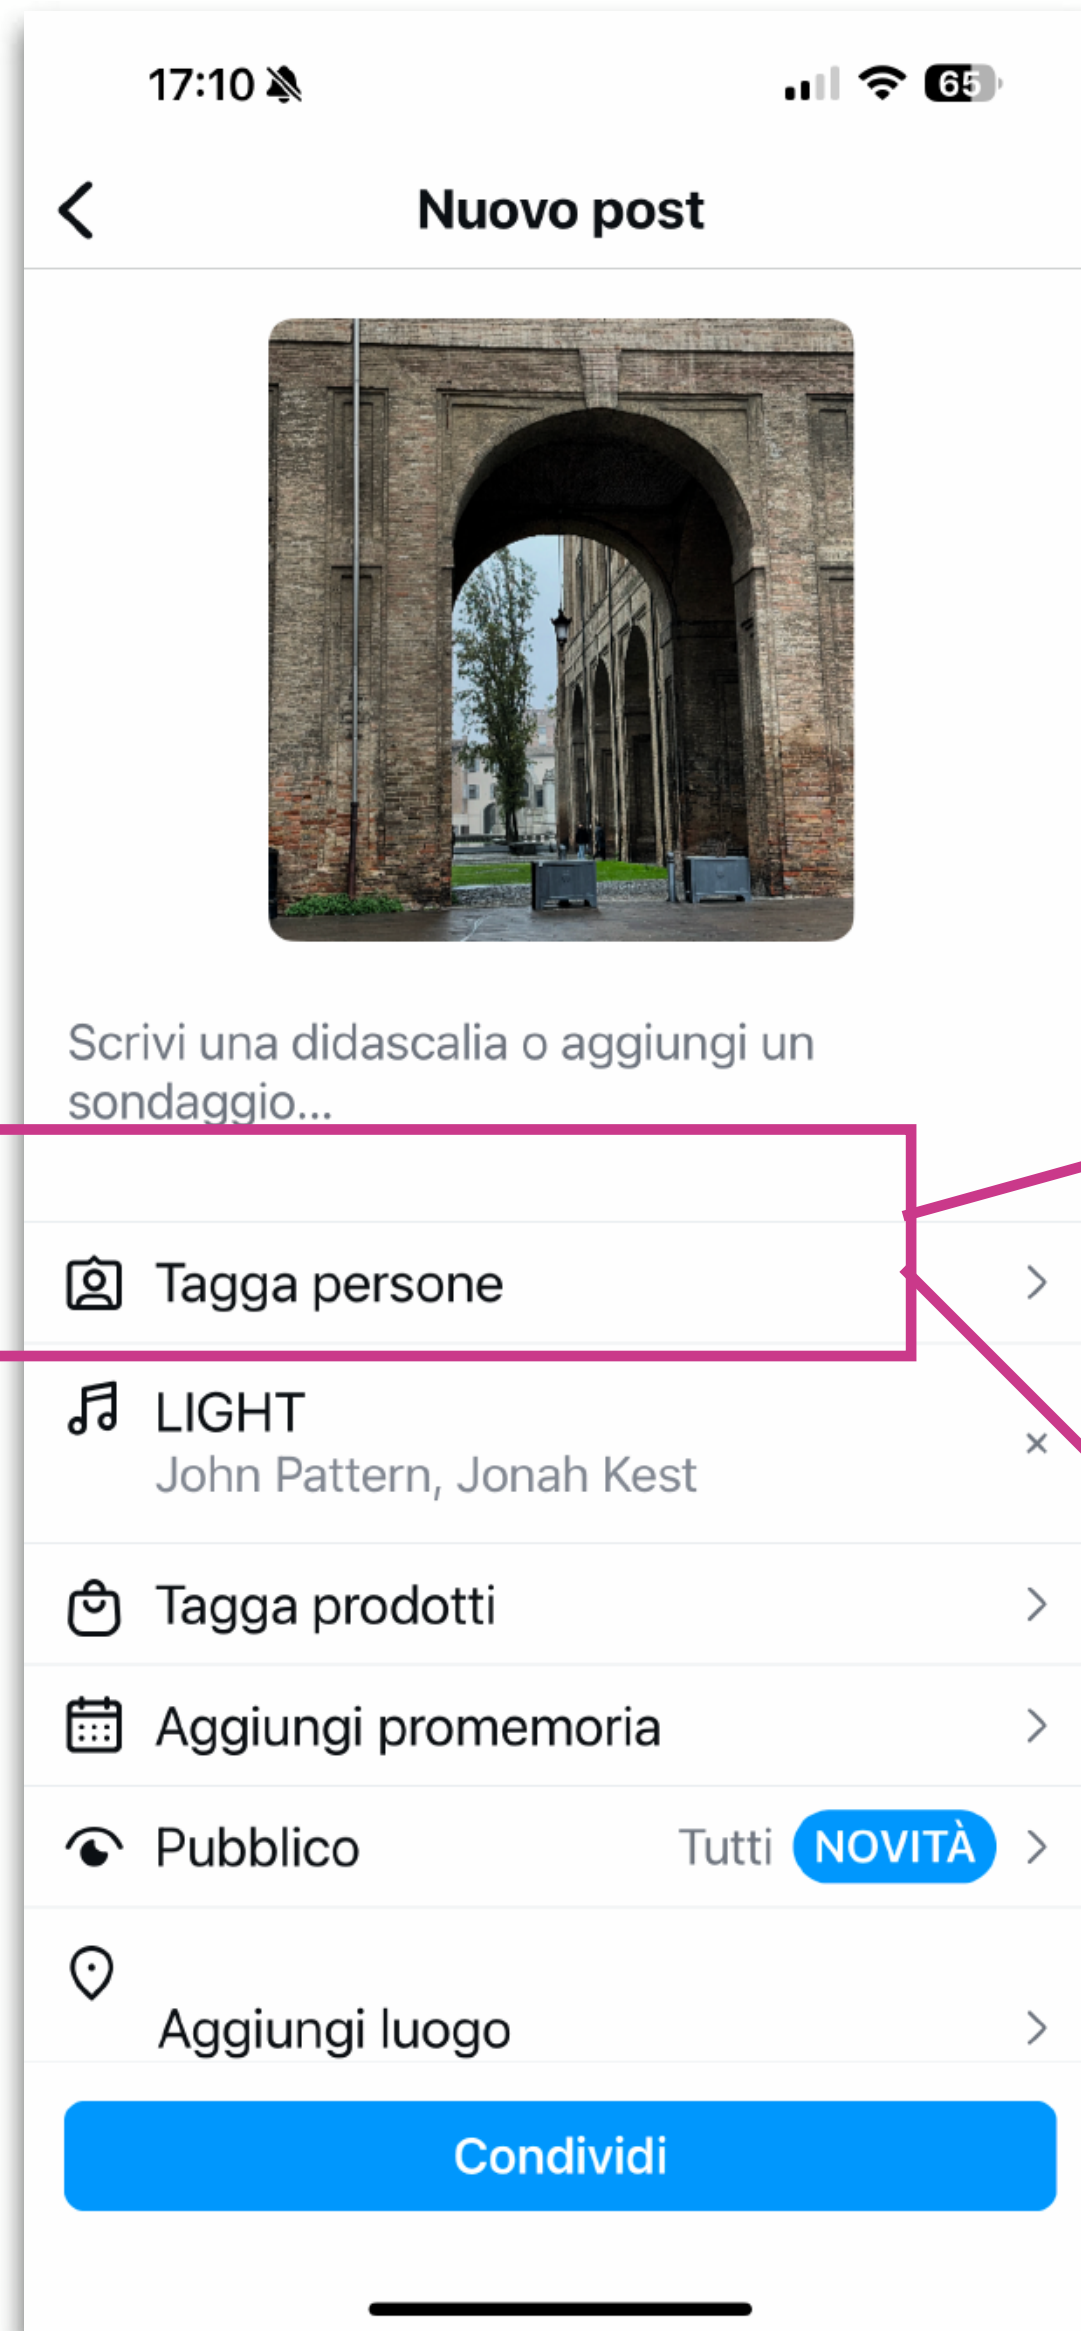 17:10
65
Nuovo post
Scrivi una didascalia o aggiungi un
sondaggio...
Tagga persone
LIGHT
John Pattern, Jonah Kest
Tagga prodotti
Aggiungi promemoria
Pubblico Tutti NOVITÀ
Aggiungi luogo
Condividi